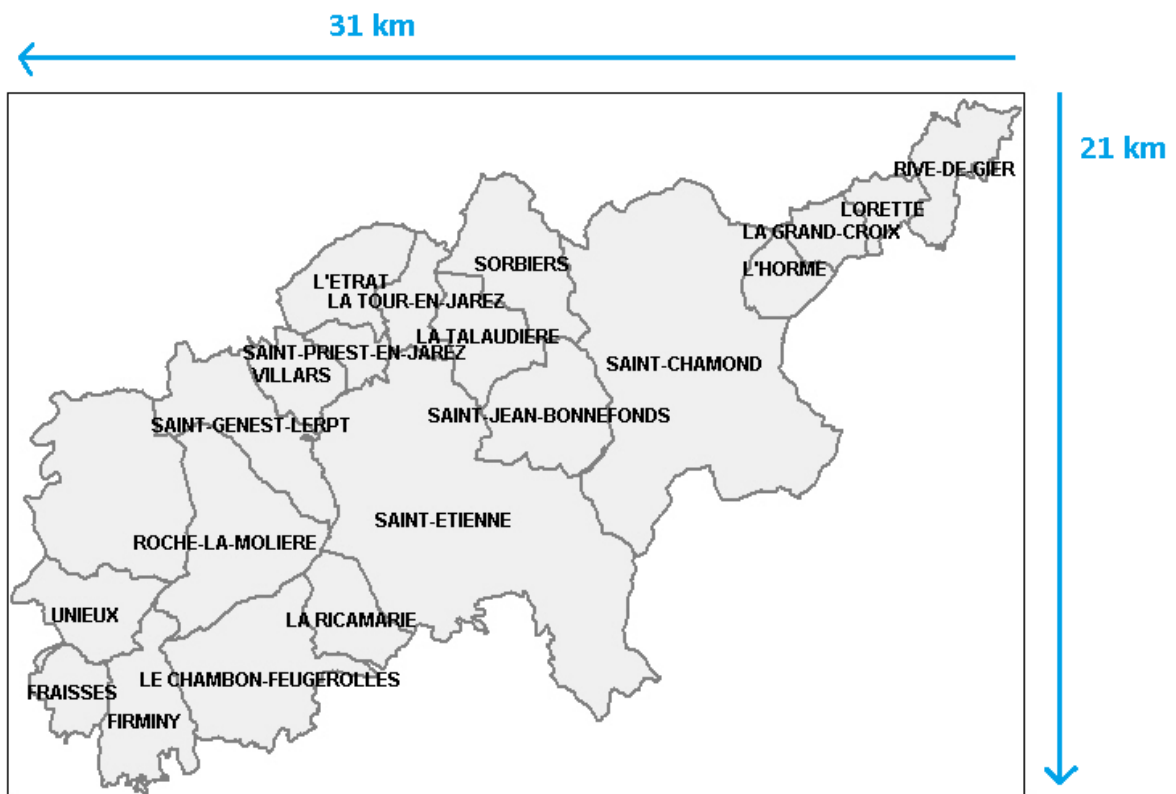 31 km
21 km
RIVE-DE-GIER
LORETTE
LA GRAND-CROIX
SORBIERS
L'HORME
L'ETRAT
LA TOUR-EN-JAREZ
LA TALAUDIERE
SAINT-PRIEST-EN-JAREZ
SAINT-CHAMOND
VILLARS
SAINT-JEAN-BONNEFONDS
SAINT-GENEST-LERPT
SAINT-ETIENNE
ROCHE-LA-MOLIERE
UNIEUX
LA RICAMARIE
LE CHAMBON-FEUGEROLLES
FRAISSES
FIRMINY